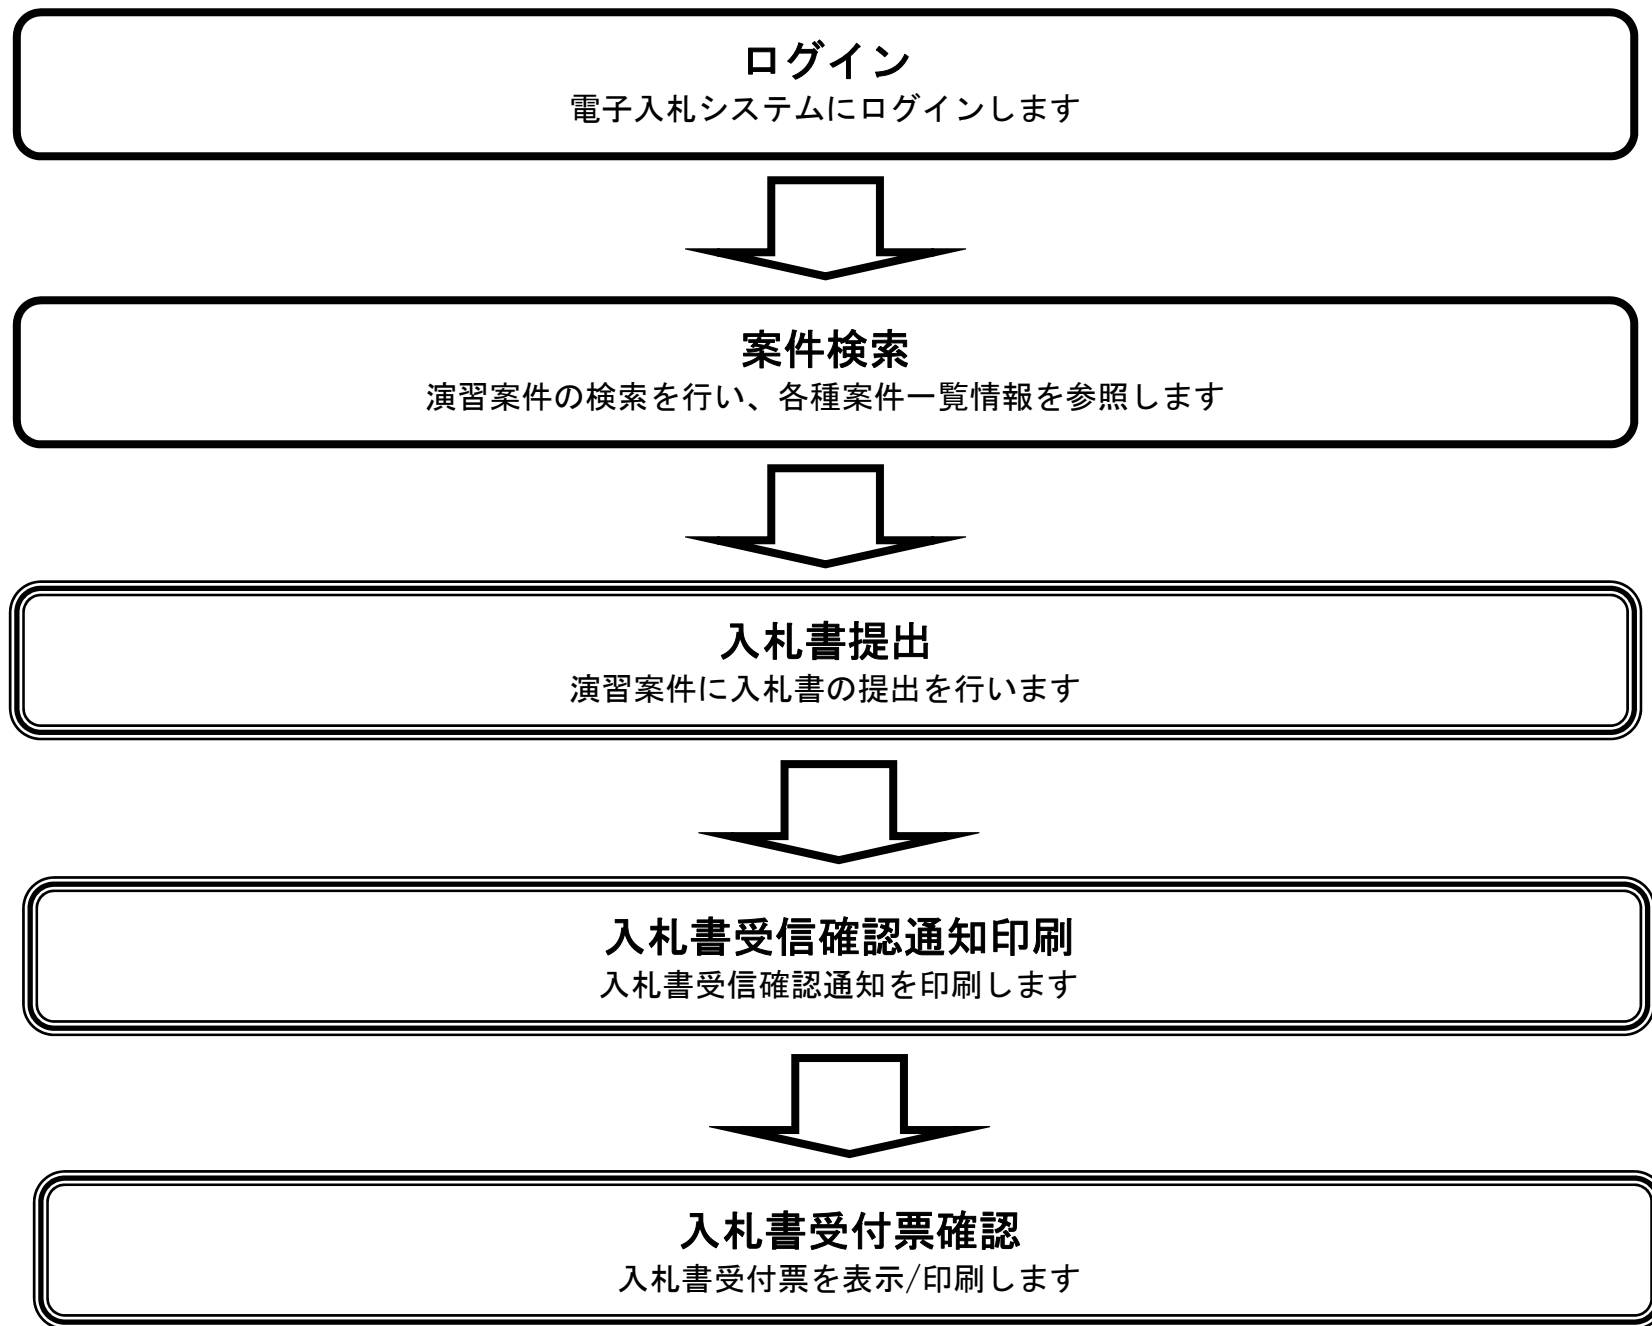 ログイン
電子入札システムにログインします
案件検索
演習案件の検索を行い、各種案件一覧情報を参照します
入札書提出
演習案件に入札書の提出を行います
入札書受信確認通知印刷
入札書受信確認通知を印刷します
入札書受付票確認
入札書受付票を表示/印刷します